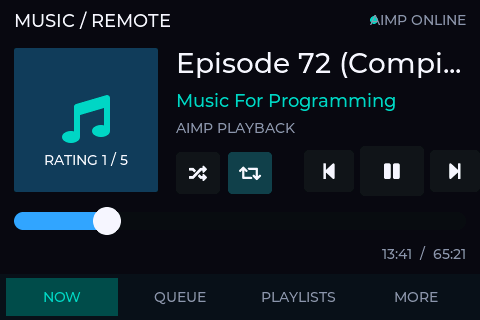 MUSIC / REMOTE
AIMP ONLINE
Episode 72 (Compi...
Music For Programming
AIMP PLAYBACK
RATING 1 / 5
13:41 / 65:21
NOW
QUEUE
PLAYLISTS
MORE